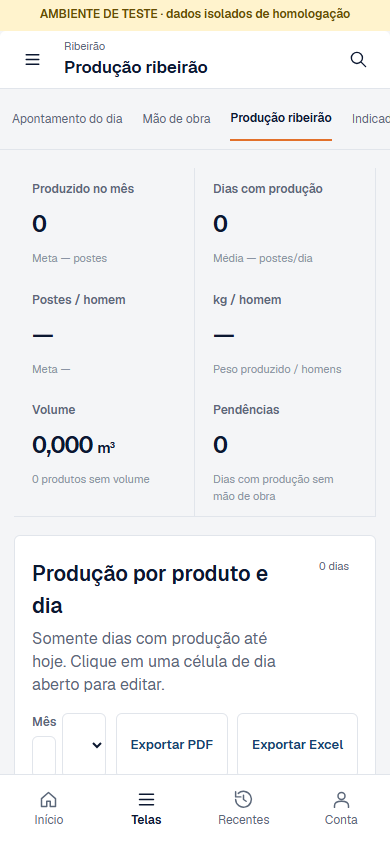 AMBIENTE DE TESTE · dados isolados de homologação
Ribeirão
Produção ribeirão
Apontamento do dia
Mão de obra
Produção ribeirão
Indicac
Produzido no mês
0
Meta — postes
Dias com produção
0
Média — postes/dia
Postes / homem
—
Meta —
kg / homem
—
Peso produzido / homens
Volume
0,000 m³
0 produtos sem volume
Pendências
0
Dias com produção sem
mão de obra
Produção por produto e
dia
0 dias
Somente dias com produção até
hoje. Clique em uma célula de dia
aberto para editar.
Mês
Exportar PDF
Exportar Excel
Início
Telas
Recentes
Conta